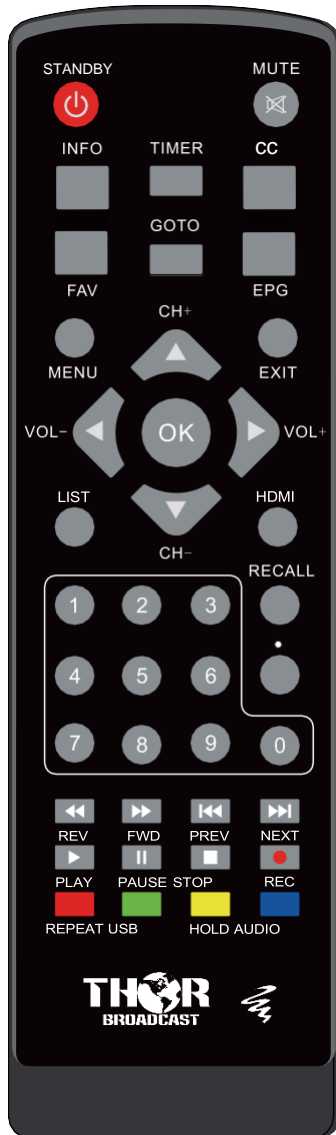 STANDBY MUTE
INFO TIMER CC
GOTO
FAV EPG
CH+
MENU EXIT
VOL- OK VOL+
LIST HDMI
CH-
RECALL
1 2 3
4 5 6
7 8 9 0
REV FWD PREV NEXT
PLAY PAUSE STOP REC
REPEAT USB HOLD AUDIO
THOR
BROADCAST